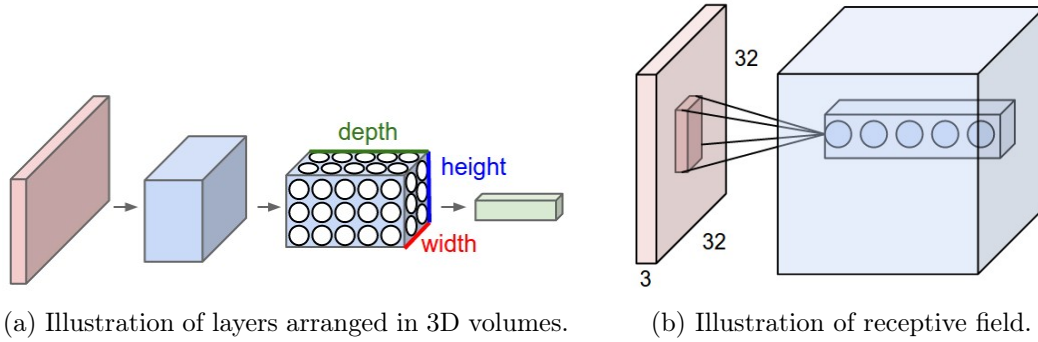 depth
height
width
(a) Illustration of layers arranged in 3D volumes.
32
32
3
(b) Illustration of receptive field.